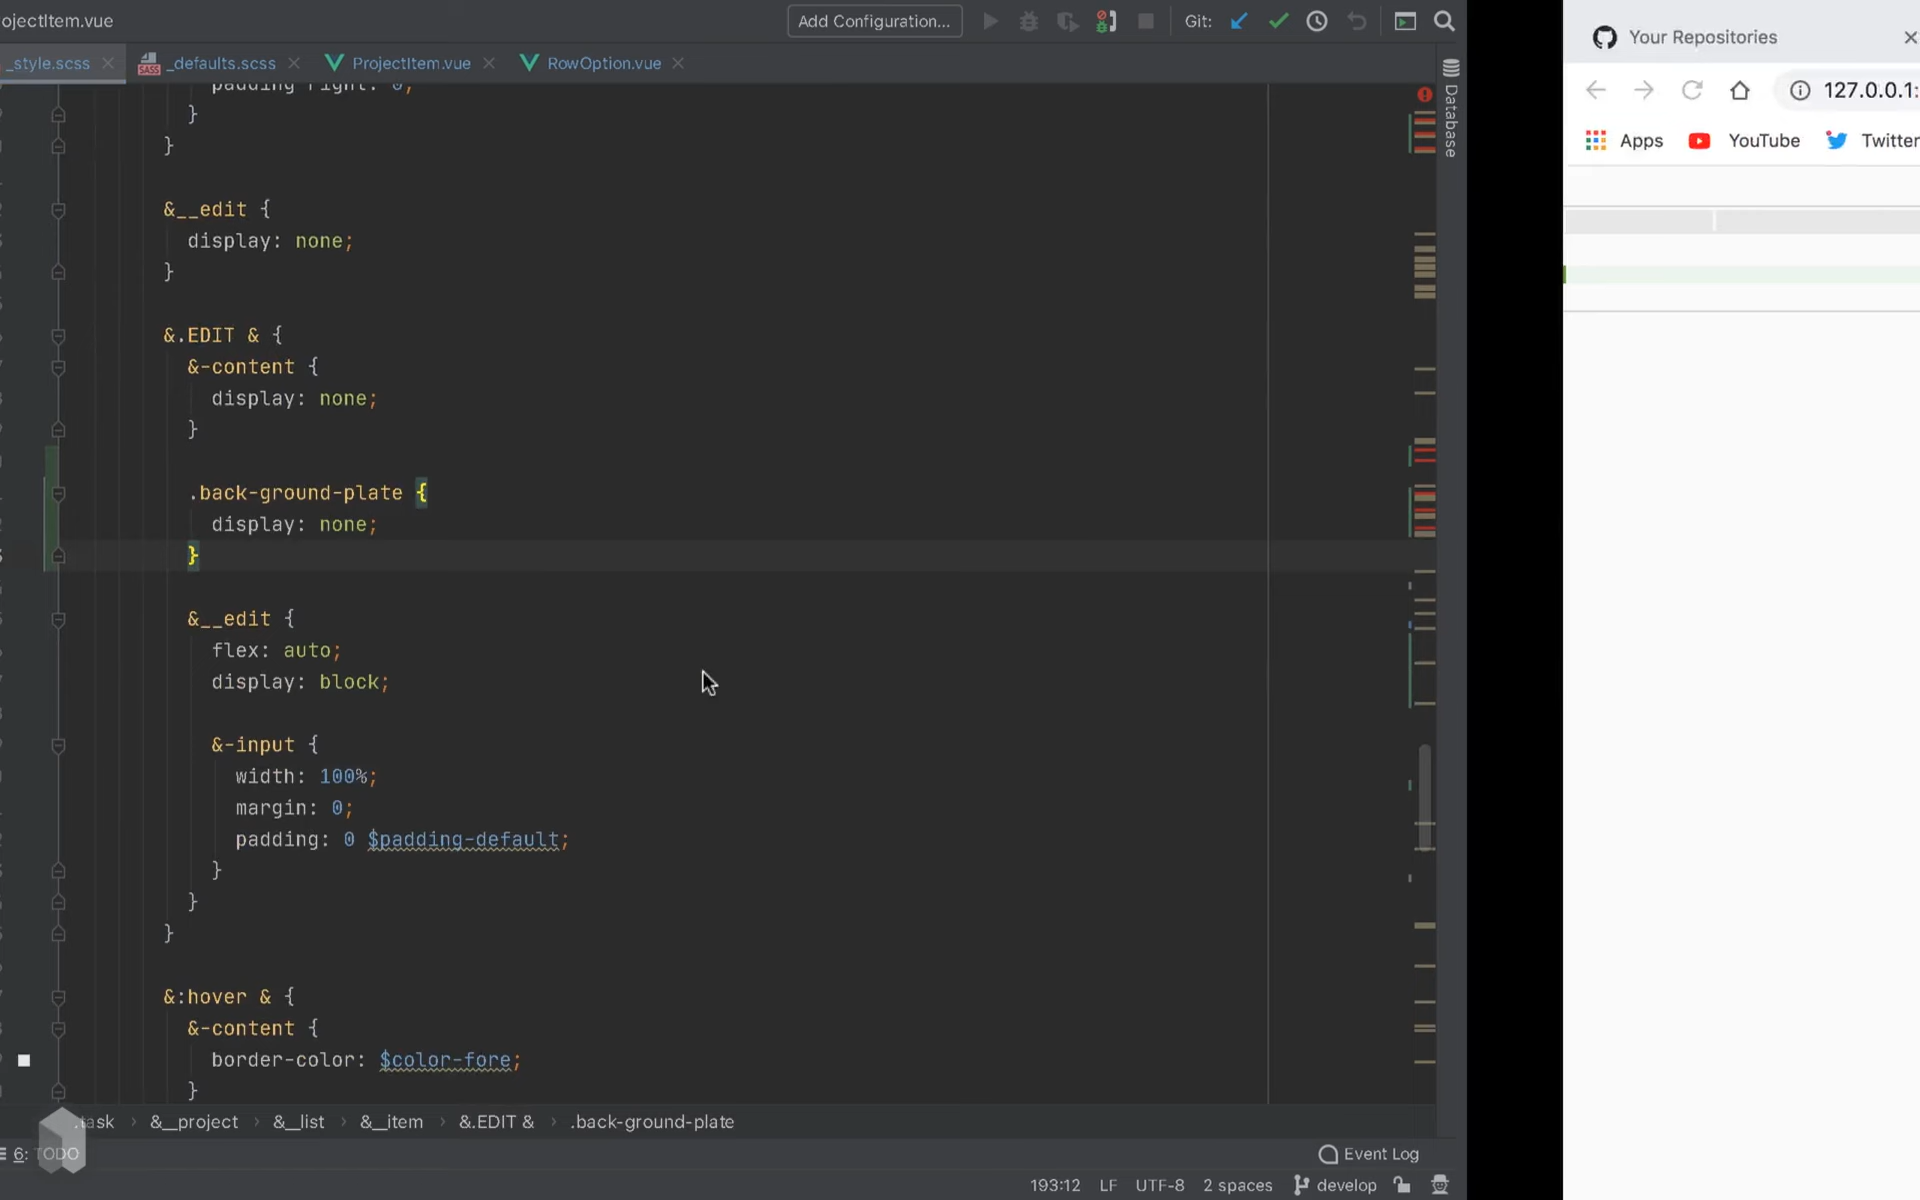 ojectItem.vue
Add Configuration...
Git:
_style.scss
_defaults.scss
ProjectItem.vue
RowOption.vue
padding-right: 0;
}
}
&__edit {
display: none;
}
&.EDIT & {
&-content {
display: none;
}
.back-ground-plate {
display: none;
}
&__edit {
flex: auto;
display: block;
&-input {
width: 100%;
margin: 0;
padding: 0 $padding-default;
}
}
}
&:hover & {
&-content {
border-color: $color-fore;
}
.task > &__project > &__list > &__item > &.EDIT & > .back-ground-plate
6: TODO
Event Log
193:12 LF UTF-8 2 spaces develop
Database
Your Repositories
127.0.0.1:
Apps YouTube Twitter